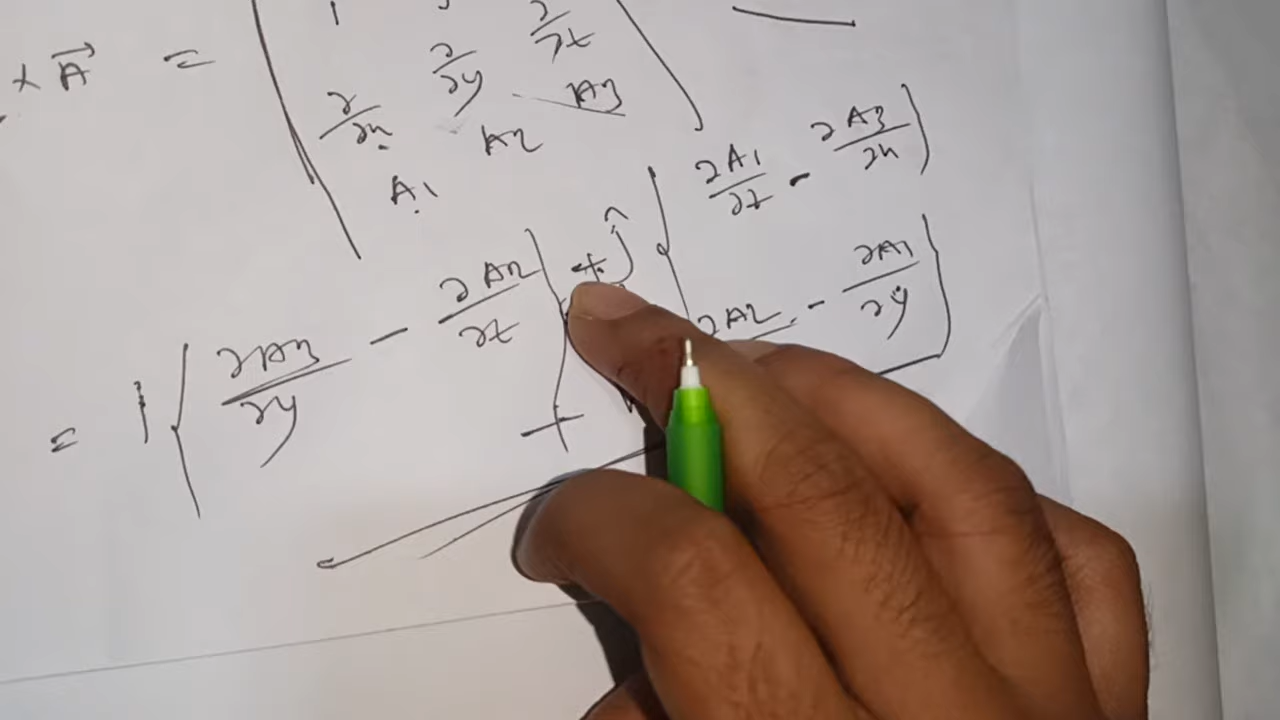 × A⃗ =
∂/∂y ∂/∂z
∂/∂x A2 A3
A1
∂A1/∂z - ∂A3/∂x )
= i { ∂A3/∂y - ∂A2/∂z ) + ĵ {
+ ∂A2 - ∂A1/∂y }